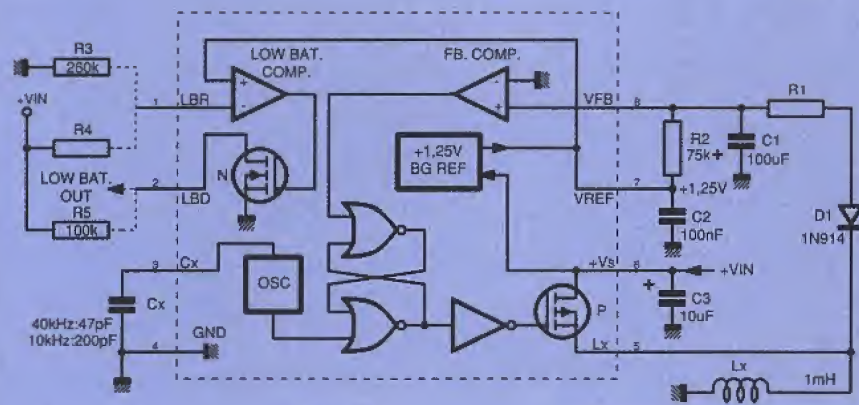 R3
260k
+VIN
R4
LOW BAT.
OUT
R5
100k
1
LBR
2
LBD
LOW BAT.
COMP.
+
-
N
FB. COMP.
-
+
+1,25V
BG REF
VFB
8
R1
R2
75k
+
C1
100uF
VREF
7
+1,25V
C2
100nF
D1
1N914
3
Cx
Cx
40kHz:47pF
10kHz:200pF
4
GND
OSC
+Vs
6
+VIN
+
C3
10uF
P
Lx
5
Lx
1mH